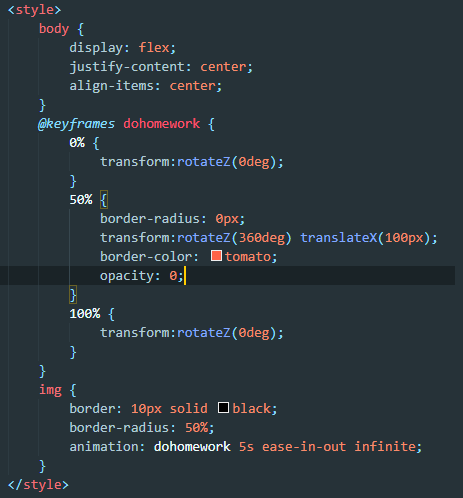 <style>
    body {
        display: flex;
        justify-content: center;
        align-items: center;
    }
    @keyframes dohomework {
        0% {
            transform:rotateZ(0deg);
        }
        50% {
            border-radius: 0px;
            transform:rotateZ(360deg) translateX(100px);
            border-color: tomato;
            opacity: 0;
        }
        100% {
            transform:rotateZ(0deg);
        }
    }
    img {
        border: 10px solid black;
        border-radius: 50%;
        animation: dohomework 5s ease-in-out infinite;
    }
</style>